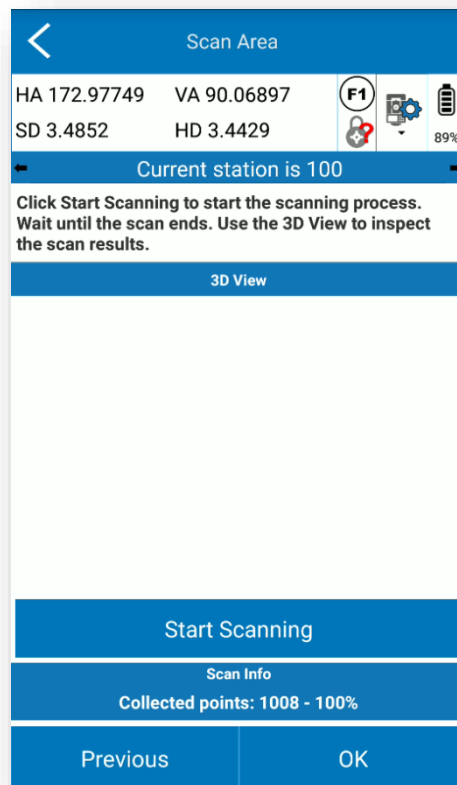 Scan Area
HA 172.97749 VA 90.06897
F1
SD 3.4852 HD 3.4429
89%
Current station is 100
Click Start Scanning to start the scanning process.
Wait until the scan ends. Use the 3D View to inspect
the scan results.
3D View
Start Scanning
Scan Info
Collected points: 1008 - 100%
Previous OK